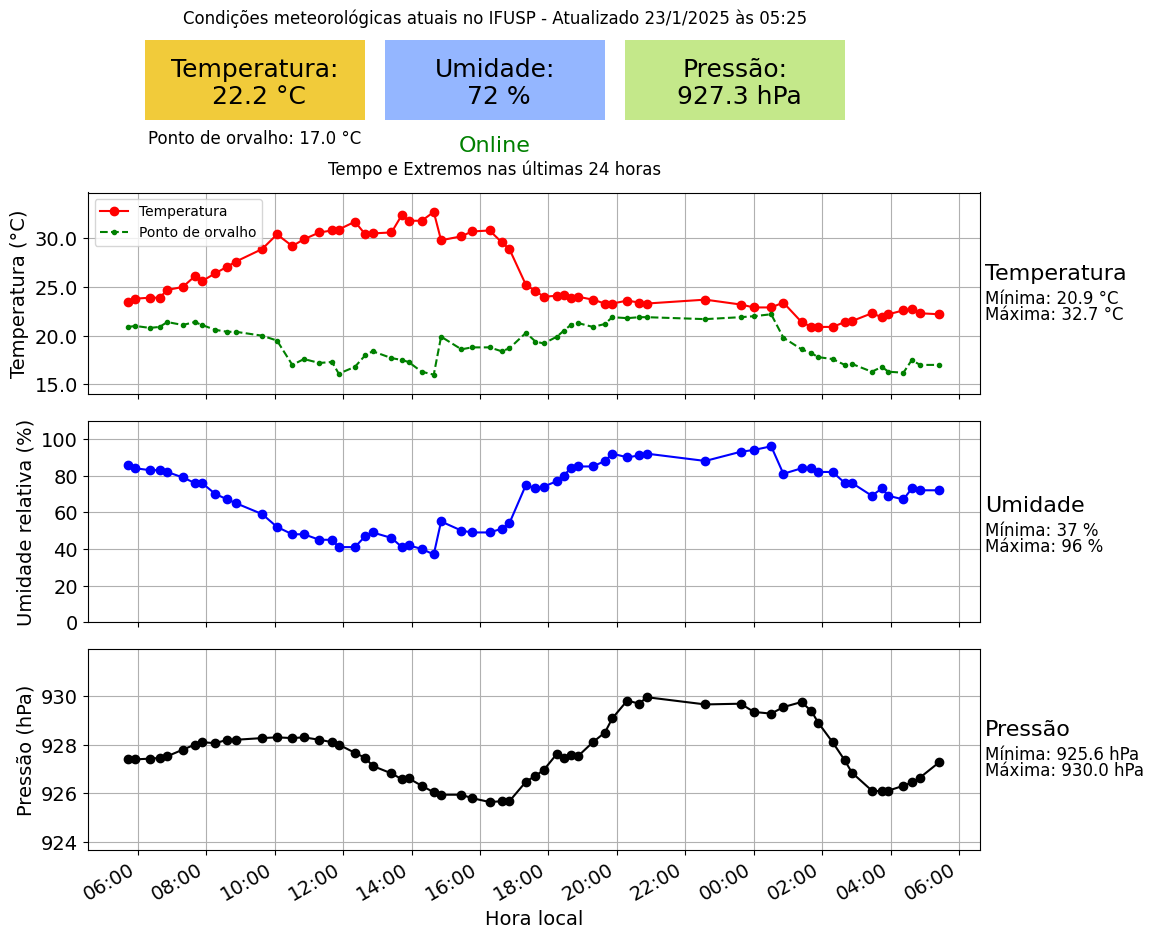 Condições meteorológicas atuais no IFUSP - Atualizado 23/1/2025 às 05:25
Temperatura:
22.2 °C
Umidade:
72 %
Pressão:
927.3 hPa
Ponto de orvalho: 17.0 °C
Online
Tempo e Extremos nas últimas 24 horas
Temperatura (°C)
30.0
25.0
20.0
15.0
Temperatura
Ponto de orvalho
Temperatura
Mínima: 20.9 °C
Máxima: 32.7 °C
Umidade relativa (%)
100
80
60
40
20
0
Umidade
Mínima: 37 %
Máxima: 96 %
Pressão (hPa)
930
928
926
924
Pressão
Mínima: 925.6 hPa
Máxima: 930.0 hPa
06:00 08:00 10:00 12:00 14:00 16:00 18:00 20:00 22:00 00:00 02:00 04:00 06:00
Hora local